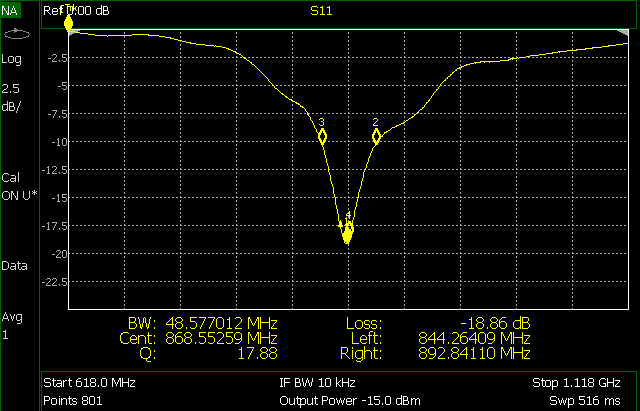 NA
Ref 0.00 dB
S11
Log
2.5
dB/
Cal
ON U*
Data
Avg
1
-2.5
-5
-7.5
-10
-12.5
-15
-17.5
-20
-22.5
3
2
4
BW: 48.577012 MHz
Cent: 868.55259 MHz
Q: 17.88
Loss: -18.86 dB
Left: 844.26409 MHz
Right: 892.84110 MHz
Start 618.0 MHz
IF BW 10 kHz
Stop 1.118 GHz
Points 801
Output Power -15.0 dBm
Swp 516 ms